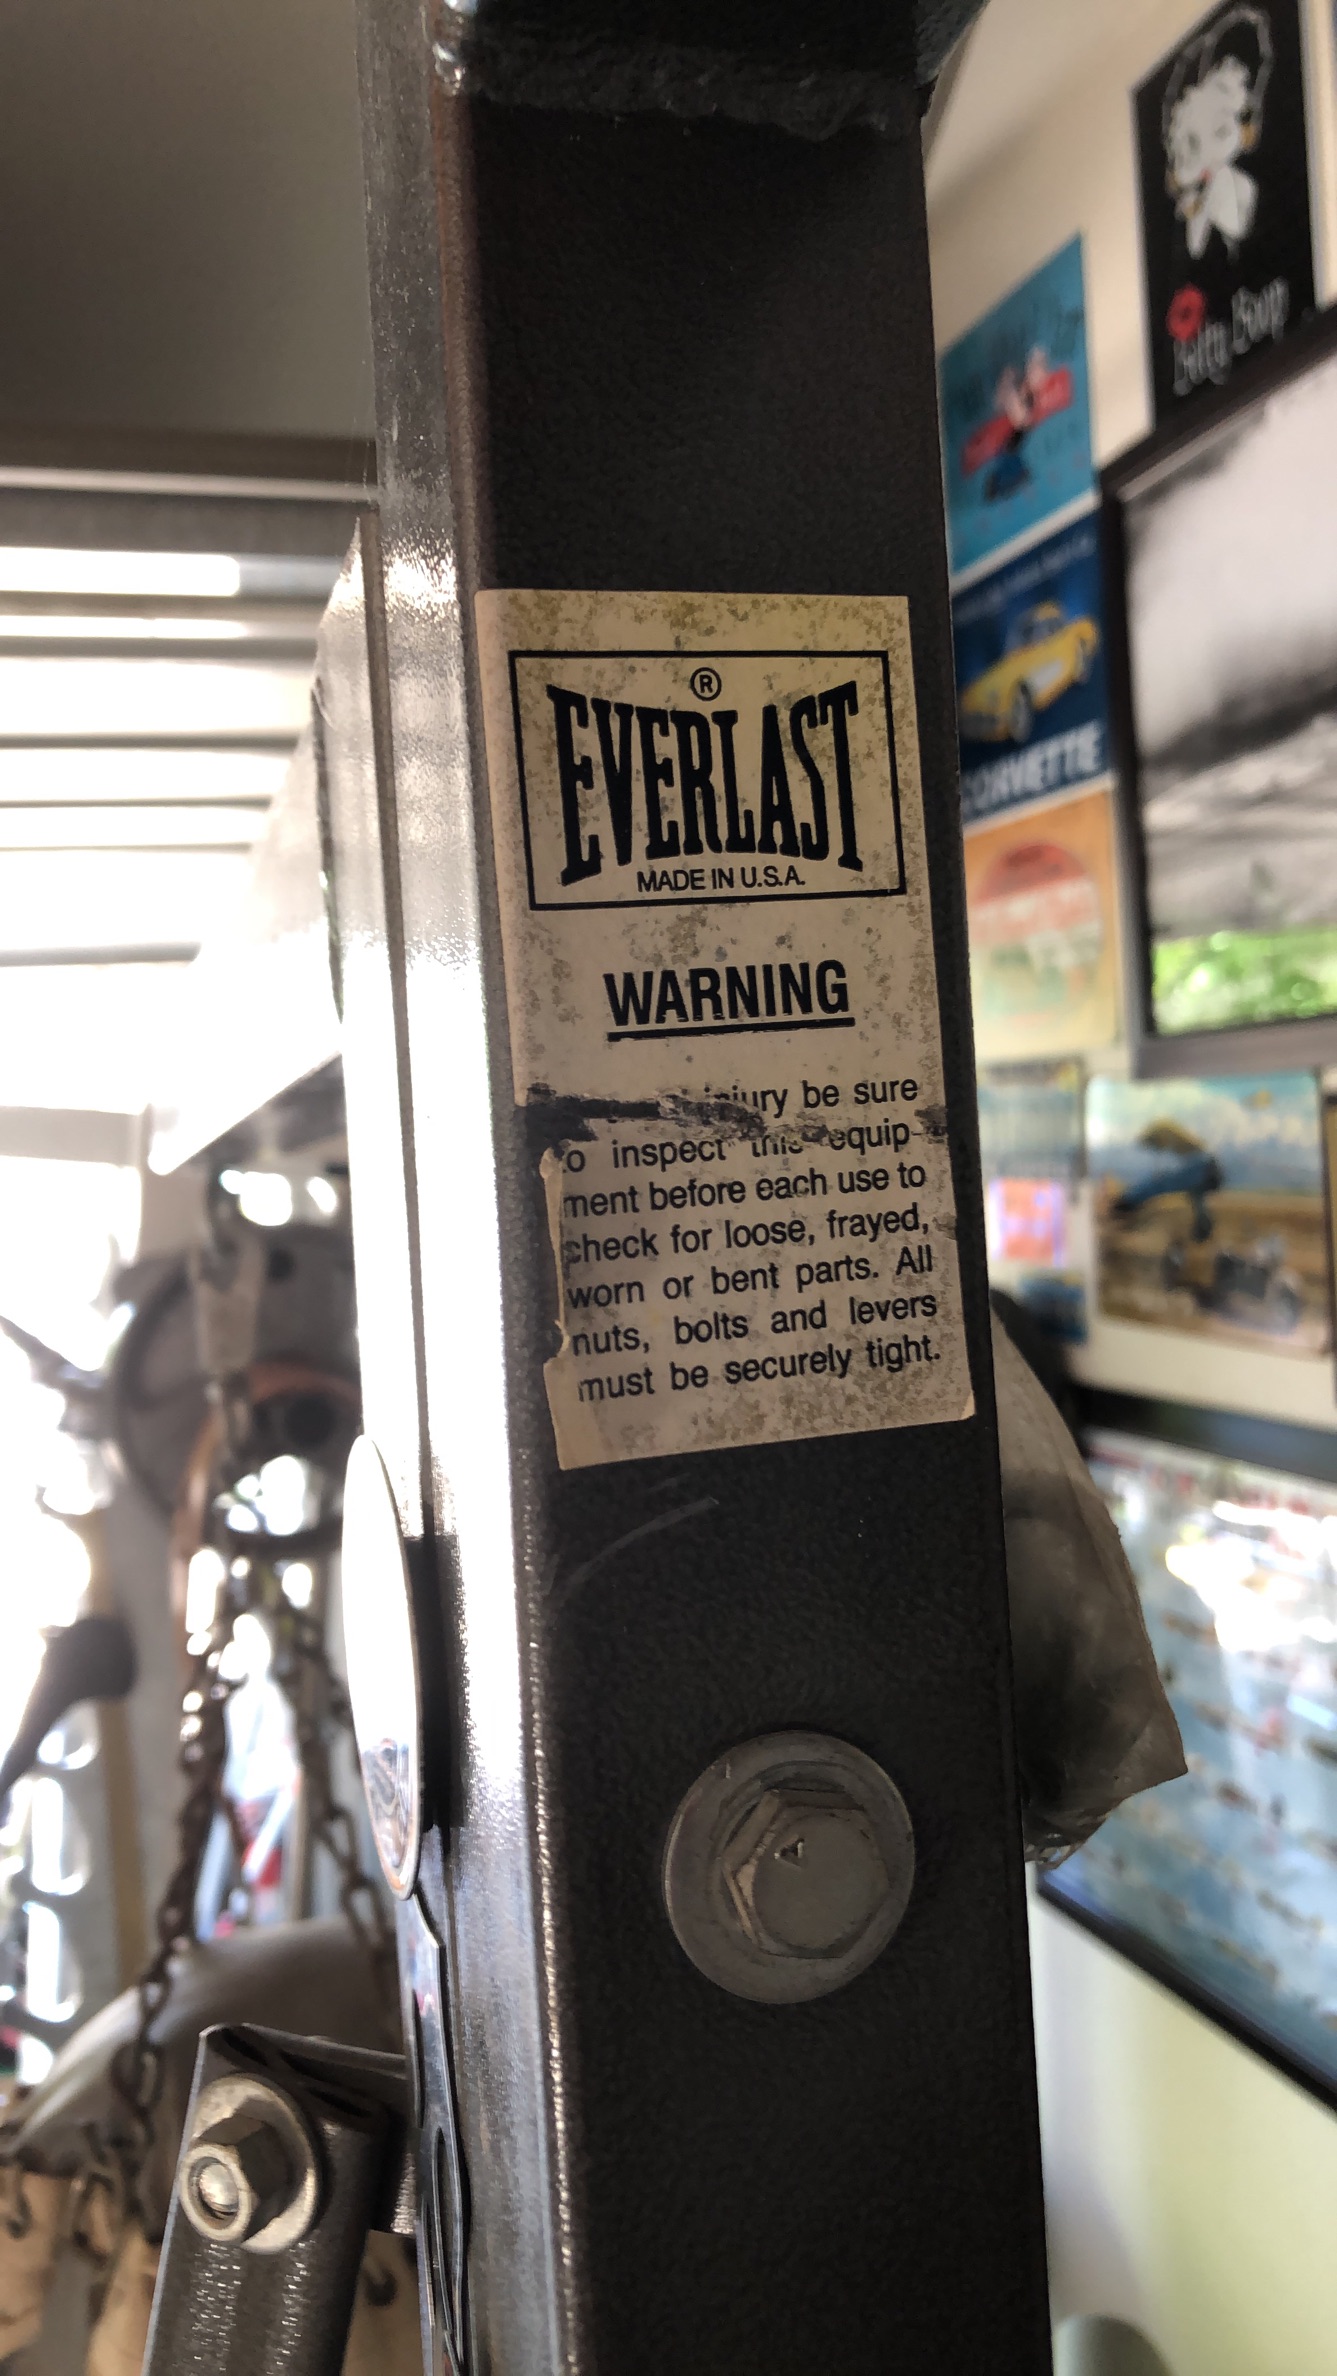 ®
EVERLAST
MADE IN U.S.A.
WARNING
injury be sure
to inspect this equip-
ment before each use to
check for loose, frayed,
worn or bent parts. All
nuts, bolts and levers
must be securely tight.
Betty Boop
CORVETTE